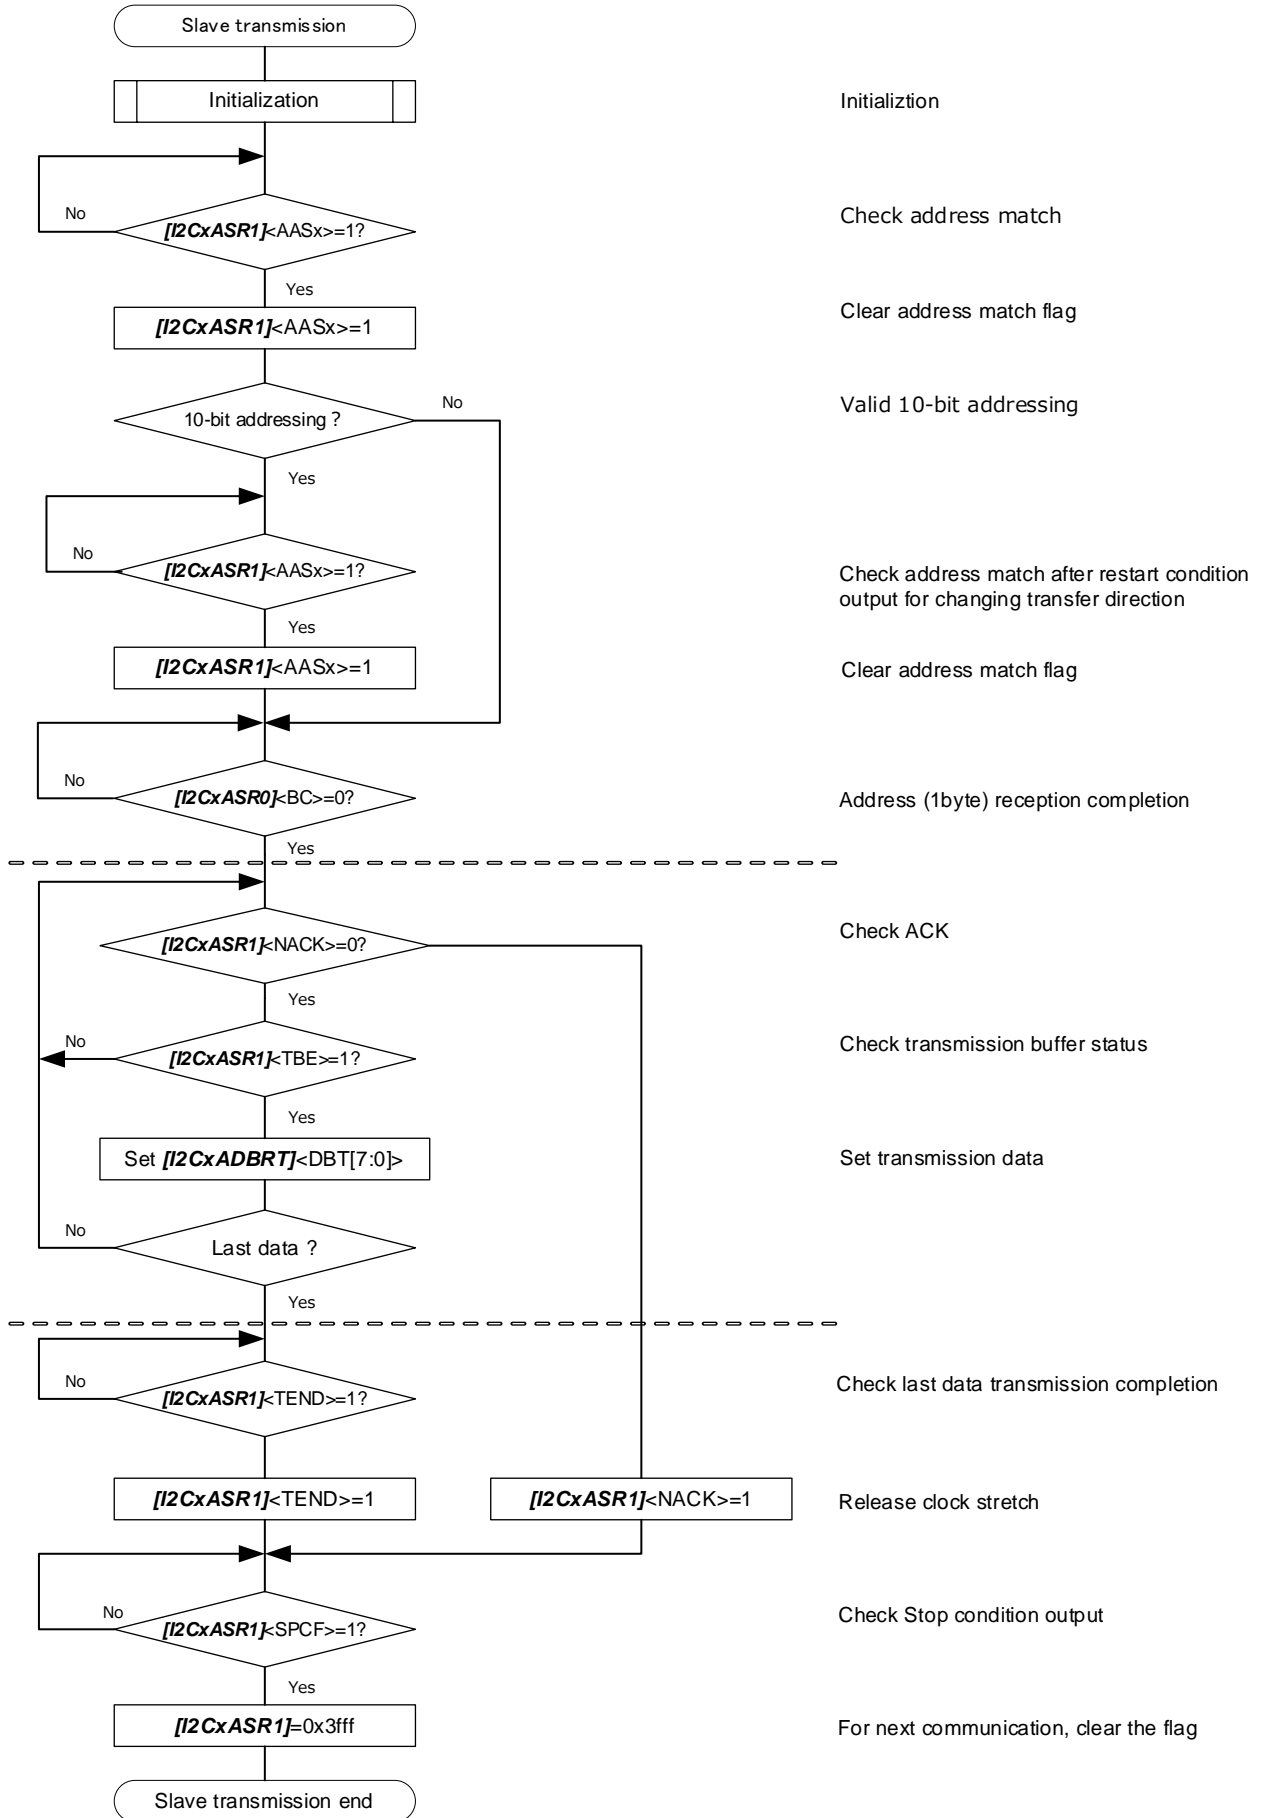 Slave transmission
Initialization
Initializtion
No
[I2CxASR1]<AASx>=1?
Check address match
Yes
[I2CxASR1]<AASx>=1
Clear address match flag
10-bit addressing ?
No
Valid 10-bit addressing
Yes
No
[I2CxASR1]<AASx>=1?
Check address match after restart condition
output for changing transfer direction
Yes
[I2CxASR1]<AASx>=1
Clear address match flag
No
[I2CxASR0]<BC>=0?
Address (1byte) reception completion
Yes
[I2CxASR1]<NACK>=0?
Check ACK
Yes
No
[I2CxASR1]<TBE>=1?
Check transmission buffer status
Yes
Set [I2CxADBRT]<DBT[7:0]>
Set transmission data
No
Last data ?
Yes
No
[I2CxASR1]<TEND>=1?
Check last data transmission completion
[I2CxASR1]<TEND>=1
[I2CxASR1]<NACK>=1
Release clock stretch
No
[I2CxASR1]<SPCF>=1?
Check Stop condition output
Yes
[I2CxASR1]=0x3fff
For next communication, clear the flag
Slave transmission end